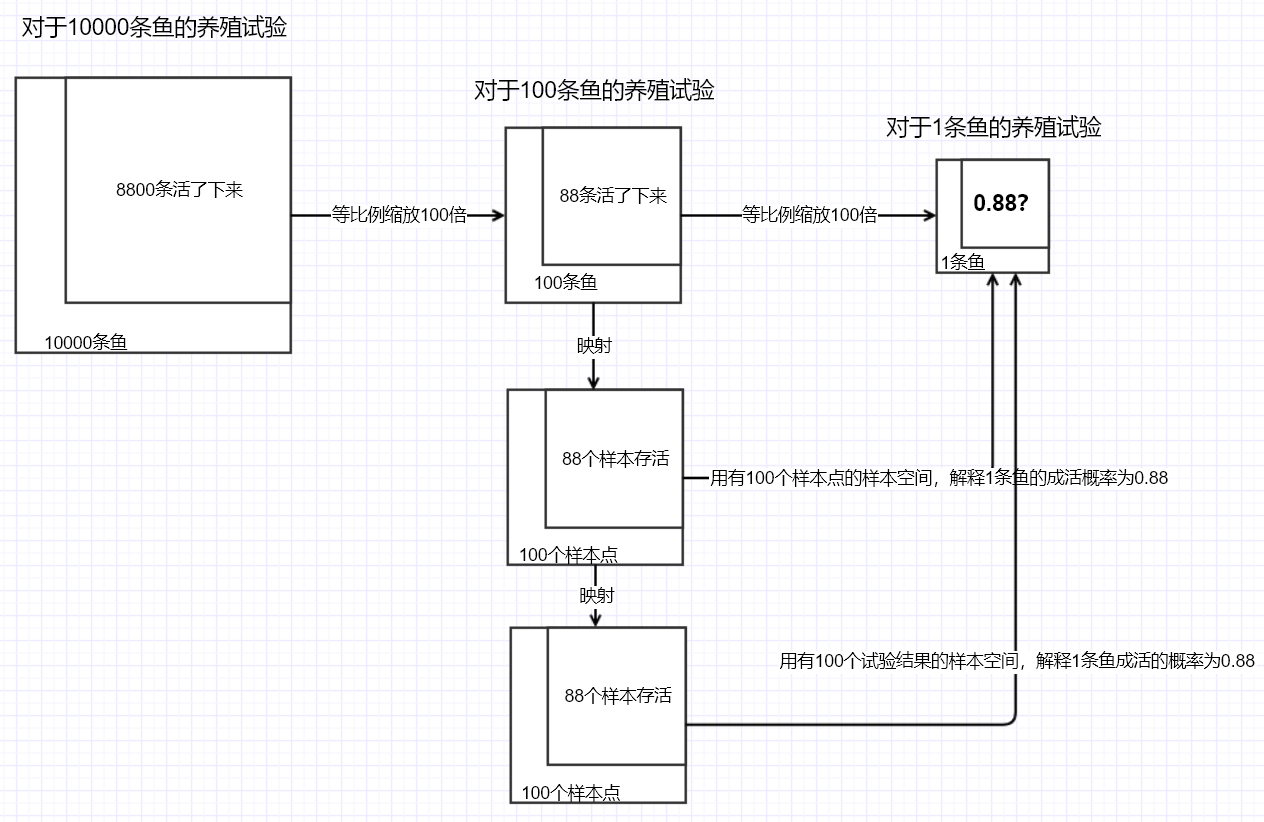 对于10000条鱼的养殖试验
对于100条鱼的养殖试验
对于1条鱼的养殖试验
8800条活了下来
88条活了下来
0.88?
等比例缩放100倍
等比例缩放100倍
1条鱼
100条鱼
10000条鱼
映射
88个样本存活
用有100个样本点的样本空间，解释1条鱼的成活概率为0.88
100个样本点
映射
用有100个试验结果的样本空间，解释1条鱼成活的概率为0.88
88个样本存活
100个样本点